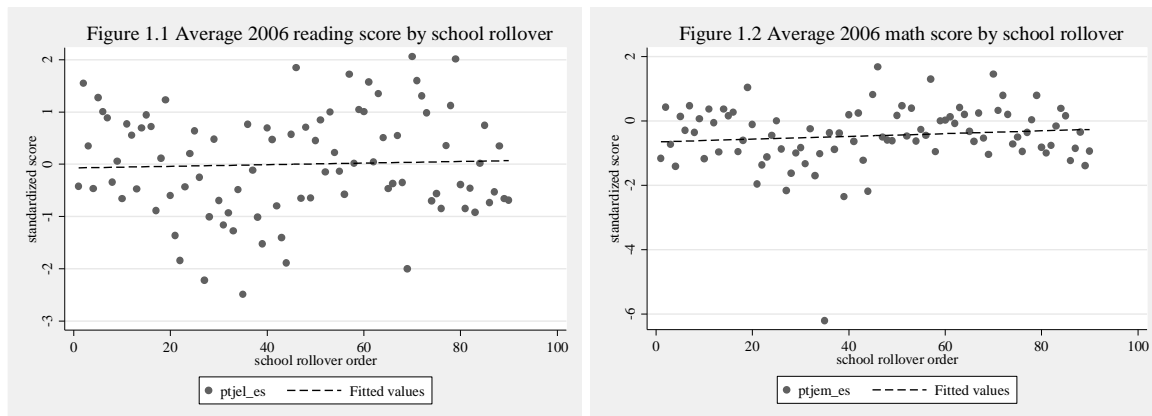 Figure 1.1 Average 2006 reading score by school rollover
standardized score
2
1
0
-1
-2
-3
0 20 40 60 80 100
school rollover order
ptjel_es Fitted values
Figure 1.2 Average 2006 math score by school rollover
standardized score
2
0
-2
-4
-6
0 20 40 60 80 100
school rollover order
ptjem_es Fitted values